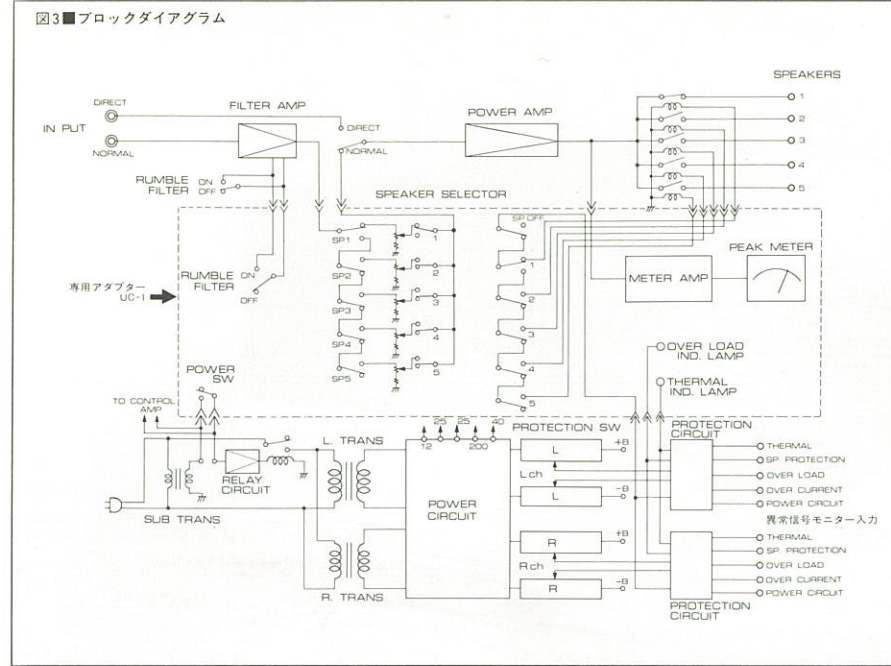 図3■ブロックダイアグラム
SPEAKERS
DIRECT
FILTER AMP
POWER AMP
IN PUT
DIRECT
NORMAL
NORMAL
1
2
3
4
5
RUMBLE
FILTER
ON
OFF
SPEAKER SELECTOR
SP OFF
SP1
SP2
SP3
SP4
SP5
1
2
3
4
5
1
2
3
4
5
RUMBLE
FILTER
ON
OFF
METER AMP
PEAK METER
専用アダプター
UC-1
OVER LOAD
IND. LAMP
THERMAL
IND. LAMP
POWER
SW
TO CONTROL
AMP
RELAY
CIRCUIT
SUB TRANS
L. TRANS
R. TRANS
12
25
25
200
40
POWER
CIRCUIT
PROTECTION SW
L
+B
L ch
L
-B
R
+B
R ch
R
-B
PROTECTION
CIRCUIT
THERMAL
SP. PROTECTION
OVER LOAD
OVER CURRENT
POWER CIRCUIT
異常信号モニター入力
THERMAL
SP. PROTECTION
OVER LOAD
OVER CURRENT
POWER CIRCUIT
PROTECTION
CIRCUIT